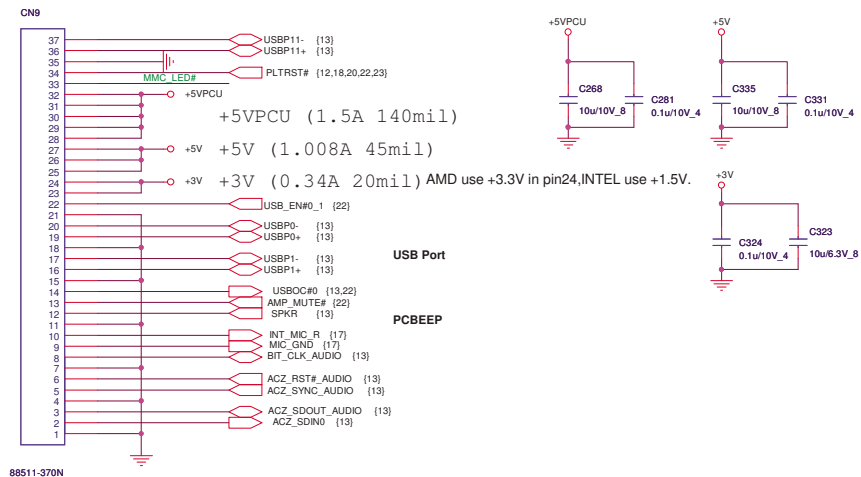 CN9
37 USBP11- {13}
36 USBP11+ {13}
35
34 PLTRST# {12,18,20,22,23}
MMC_LED#
33
32 +5VPCU
31
30
29
28
+5VPCU (1.5A 140mil)
27 +5V
26
25
+5V (1.008A 45mil)
24 +3V
23
+3V (0.34A 20mil) AMD use +3.3V in pin24,INTEL use +1.5V.
22 USB_EN#0_1 {22}
21
20 USBP0- {13}
19 USBP0+ {13}
18
USB Port
17 USBP1- {13}
16 USBP1+ {13}
15
14 USBOC#0 {13,22}
13 AMP_MUTE# {22}
12 SPKR {13}
PCBEEP
11
10 INT_MIC_R {17}
9 MIC_GND {17}
8 BIT_CLK_AUDIO {13}
7
6 ACZ_RST#_AUDIO {13}
5 ACZ_SYNC_AUDIO {13}
4
3 ACZ_SDOUT_AUDIO {13}
2 ACZ_SDIN0 {13}
1
88511-370N
+5VPCU
C268
10u/10V_8
C281
0.1u/10V_4
+5V
C335
10u/10V_8
C331
0.1u/10V_4
+3V
C324
0.1u/10V_4
C323
10u/6.3V_8